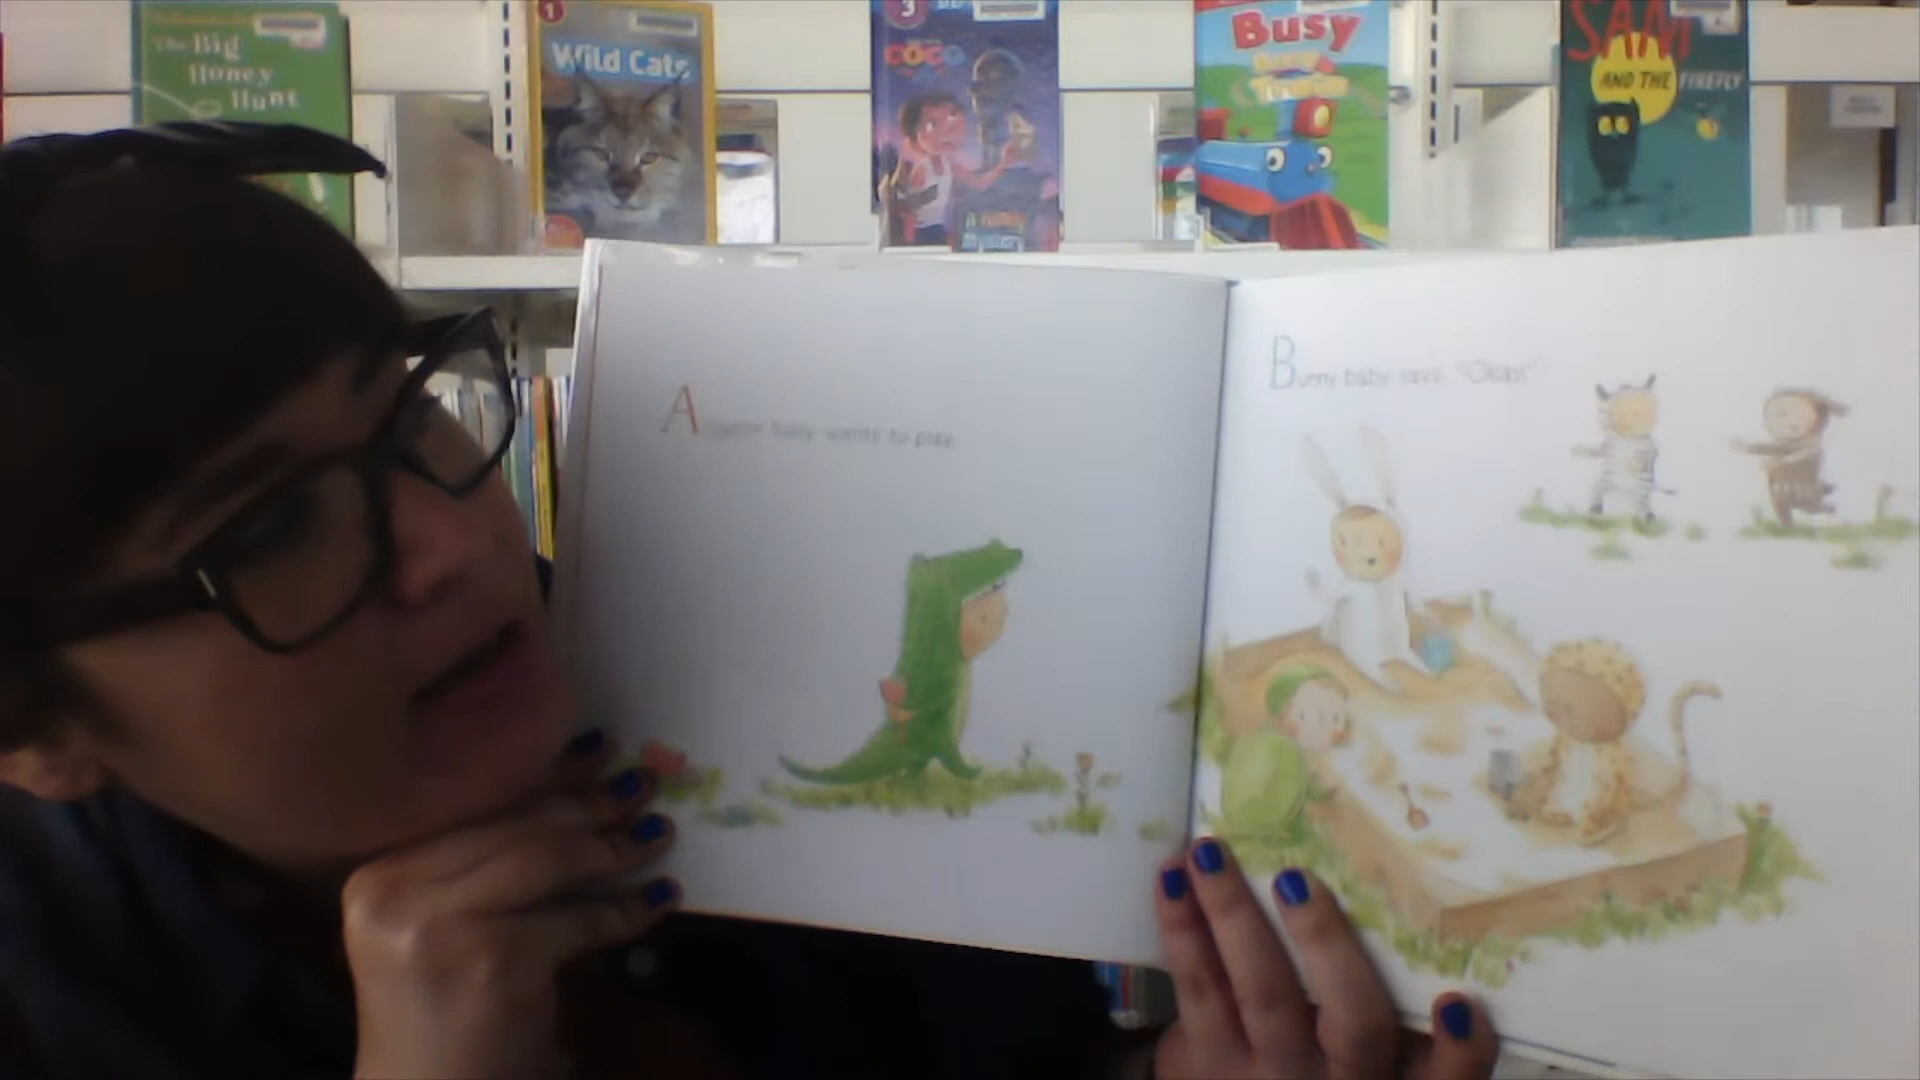 The Big
Honey
Hunt
1
Wild Cats
3
STEP
COCO
Busy
SAM
AND THE FIREFLY
A baby wants to play.
Bunny baby says, "Okay!"